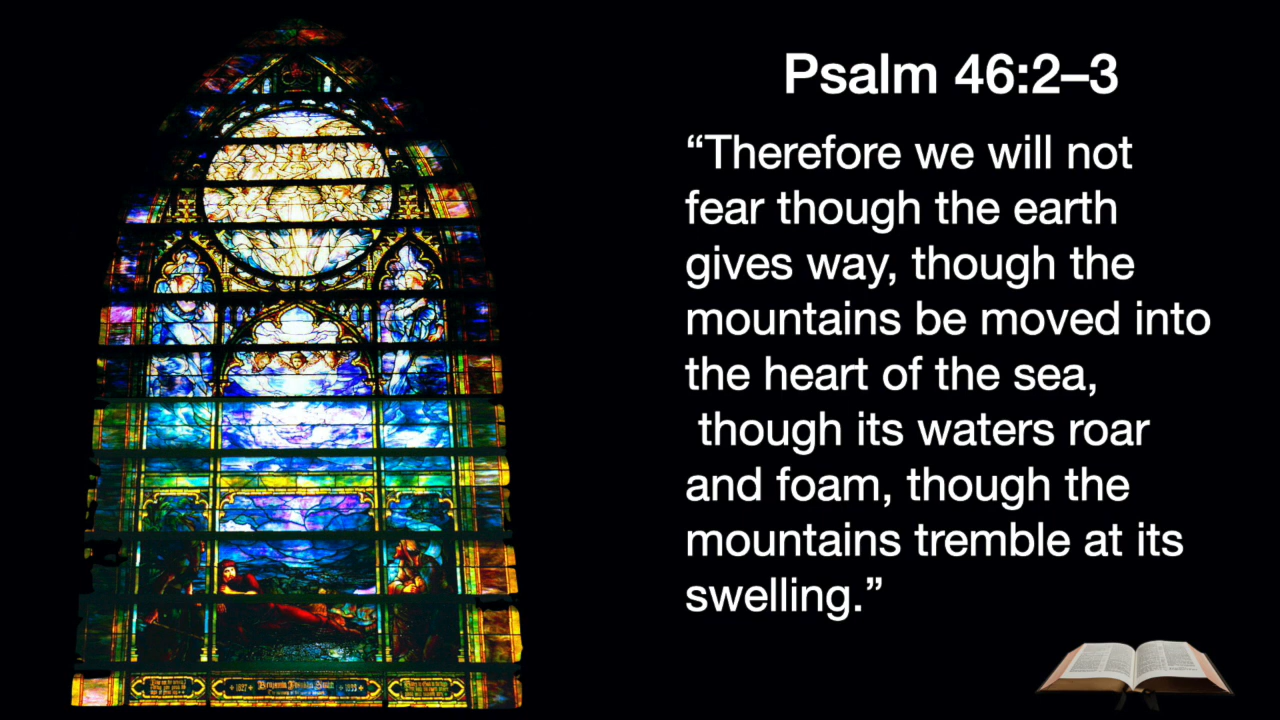 Psalm 46:2–3
“Therefore we will not
fear though the earth
gives way, though the
mountains be moved into
the heart of the sea,
though its waters roar
and foam, though the
mountains tremble at its
swelling.”